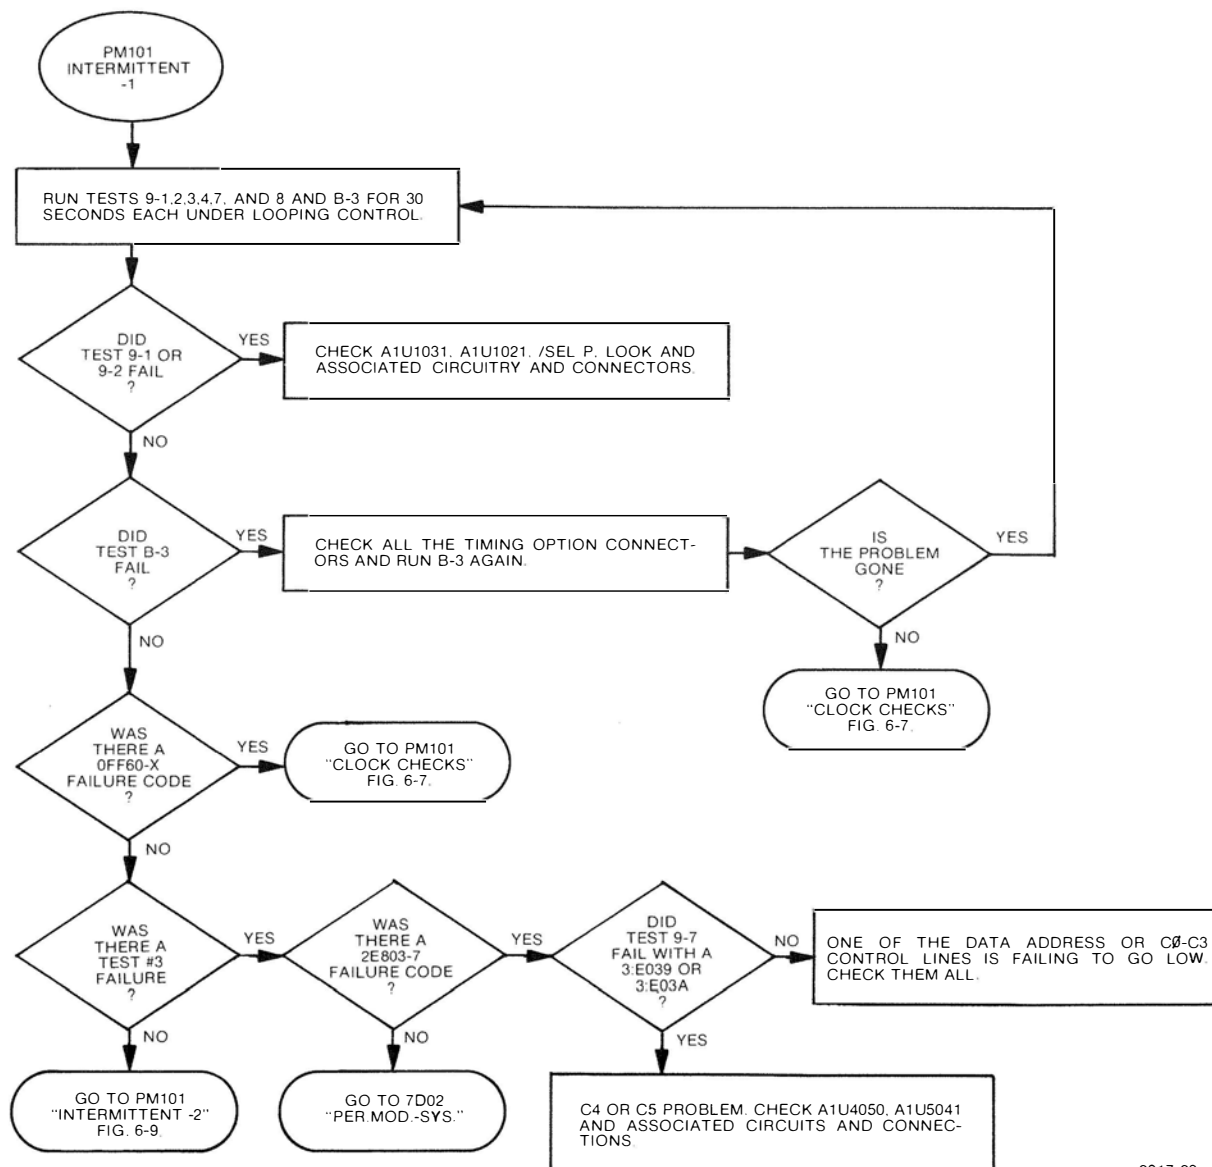 PM101
INTERMITTENT
-1
RUN TESTS 9-1,2,3,4,7, AND 8 AND B-3 FOR 30
SECONDS EACH UNDER LOOPING CONTROL.
DID
TEST 9-1 OR
9-2 FAIL
?
YES
CHECK A1U1031, A1U1021, /SEL P, LOOK AND
ASSOCIATED CIRCUITRY AND CONNECTORS.
NO
DID
TEST B-3
FAIL
?
YES
CHECK ALL THE TIMING OPTION CONNECT-
ORS AND RUN B-3 AGAIN.
IS
THE PROBLEM
GONE
?
YES
NO
GO TO PM101
"CLOCK CHECKS"
FIG. 6-7.
NO
WAS
THERE A
0FF60-X
FAILURE CODE
?
YES
GO TO PM101
"CLOCK CHECKS"
FIG. 6-7.
NO
WAS
THERE A
TEST #3
FAILURE
?
YES
WAS
THERE A
2E803-7
FAILURE CODE
?
YES
DID
TEST 9-7
FAIL WITH A
3:E039 OR
3:E03A
?
NO
ONE OF THE DATA ADDRESS OR CØ-C3
CONTROL LINES IS FAILING TO GO LOW.
CHECK THEM ALL.
NO
GO TO PM101
"INTERMITTENT -2"
FIG. 6-9.
NO
GO TO 7D02
"PER.MOD.-SYS."
YES
C4 OR C5 PROBLEM. CHECK A1U4050, A1U5041
AND ASSOCIATED CIRCUITS AND CONNEC-
TIONS.